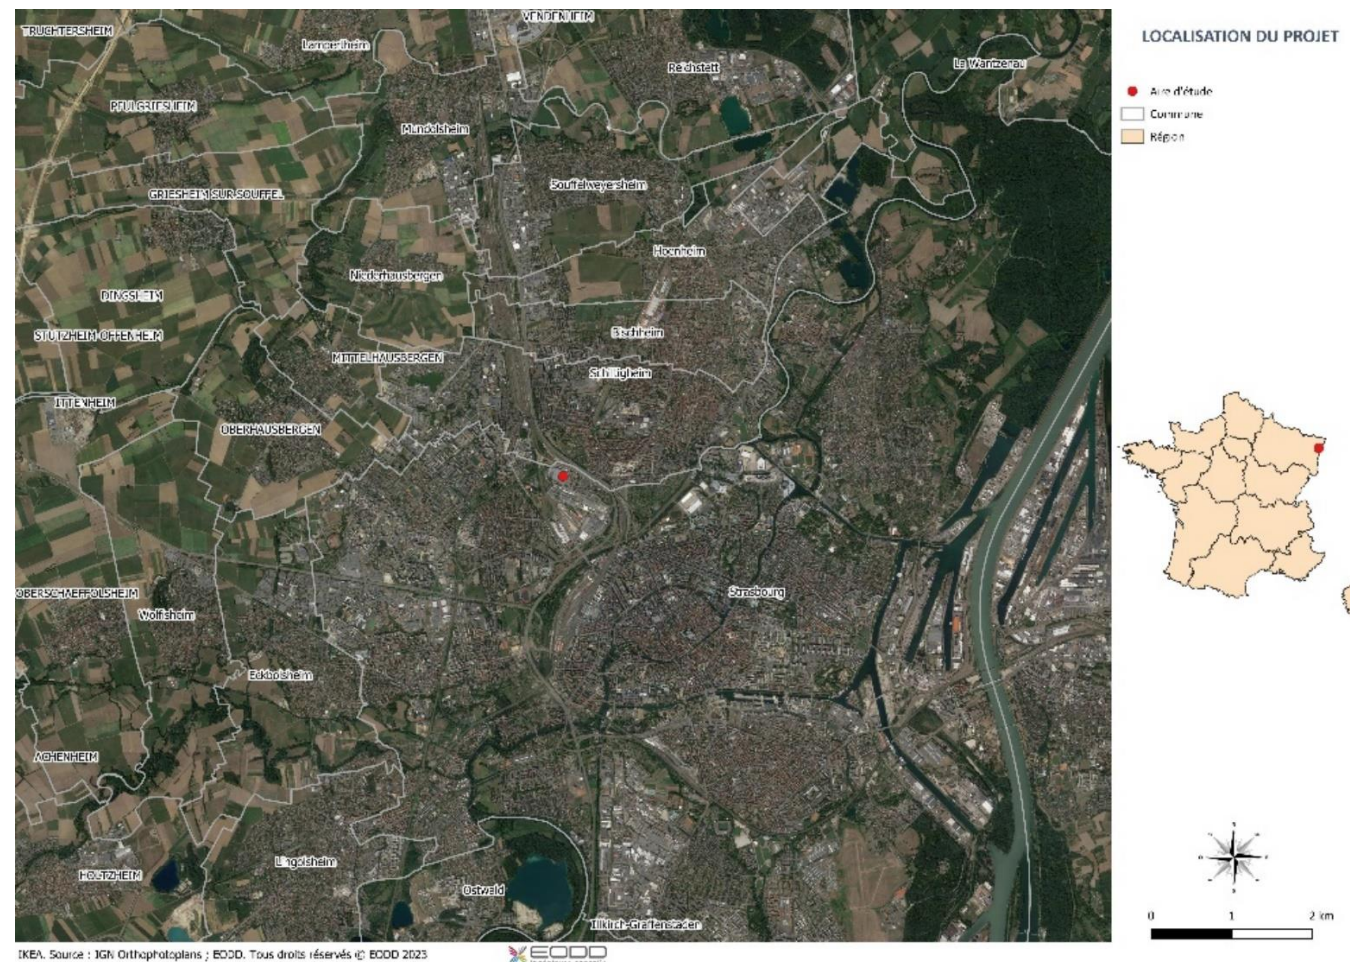 VENDENHEIM
TRUCHTERSHEIM
Lampertheim
LOCALISATION DU PROJET
La Wantzenau
Reichstett
Aire d'étude
PFULGRIESHEIM
Commune
Mundolsheim
Région
Souffelweyersheim
GRIESHEIM-SUR-SOUFFEL
Hoenheim
Niederhausbergen
DINGSHEIM
Bischheim
STUTZHEIM-OFFENHEIM
MITTELHAUSBERGEN
Schiltigheim
ITTENHEIM
OBERHAUSBERGEN
OBERSCHAEFFOLSHEIM
Strasbourg
Wolfisheim
Eckbolsheim
ACHENHEIM
Lingolsheim
HOLTZHEIM
Ostwald
Illkirch-Graffenstaden
0 1 2 km
IKEA. Source : IGN Orthophotoplans ; EODD. Tous droits réservés © EODD 2023
EODD